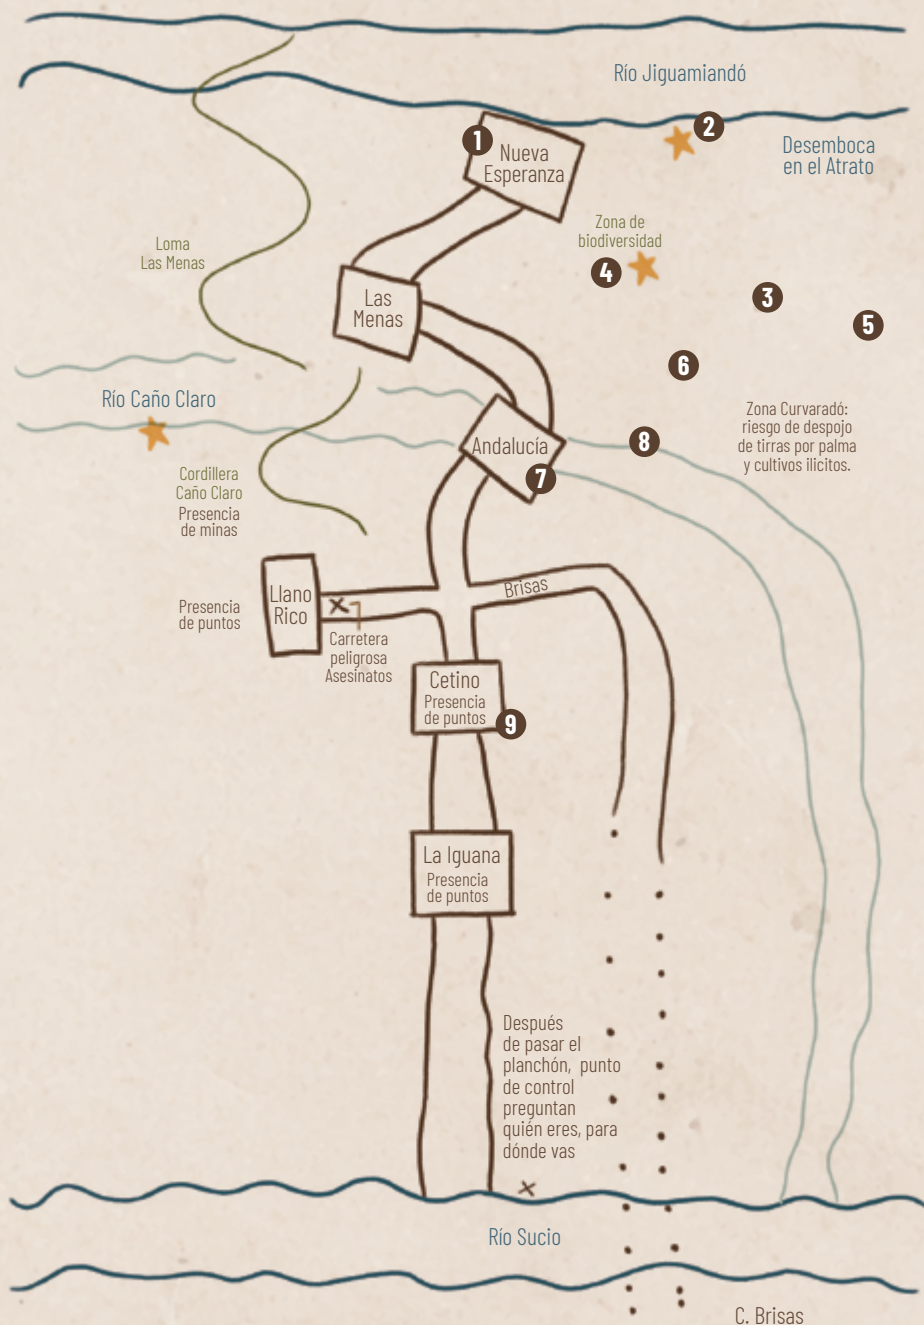 Río Jiguamiandó
2
1
Nueva
Esperanza
Desemboca
en el Atrato
Zona de
biodiversidad
4
Loma
Las Menas
3
5
Las
Menas
6
Río Caño Claro
Zona Curvaradó:
riesgo de despojo
de tirras por palma
y cultivos ilicitos.
Andalucía
8
7
Cordillera
Caño Claro
Presencia
de minas
Brisas
Llano
Rico
Presencia
de puntos
Carretera
peligrosa
Asesinatos
Cetino
Presencia
de puntos
9
La Iguana
Presencia
de puntos
Después
de pasar el
planchón, punto
de control
preguntan
quién eres, para
dónde vas
Río Sucio
C. Brisas